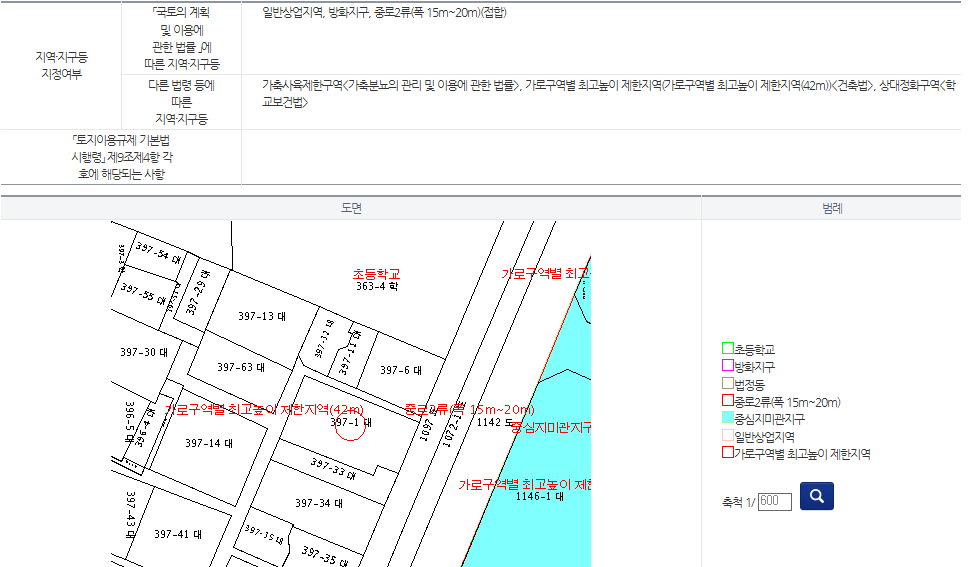 지역·지구등
지정여부
「국토의 계획
및 이용에
관한 법률 」에
따른 지역·지구등
일반상업지역, 방화지구, 중로2류(폭 15m~20m)(접합)
다른 법령 등에
따른
지역·지구등
가축사육제한구역<가축분뇨의 관리 및 이용에 관한 법률>, 가로구역별 최고높이 제한지역(가로구역별 최고높이 제한지역(42m))<건축법>, 상대정화구역<학
교보건법>
「토지이용규제 기본법
시행령」 제9조제4항 각
호에 해당되는 사항
도면
범례
397-54 대
397-55 대
397-29 대
397-13 대
초등학교
363-4 학
가로구역별 최고
397-30 대
397-63 대
397-32 대
397-11 대
397-6 대
가로구역별 최고높이 제한지역(42m)
중로2류(폭 15m~20m)
397-1 대
396-5 대
396-4 대
397-14 대
1097
1072-1
1142 도
중심지미관지구
397-33 대
397-34 대
가로구역별 최고높이 제한
1146-1 대
397-43 대
397-41 대
397-15 대
397-35 대
초등학교
방화지구
법정동
중로2류(폭 15m~20m)
중심지미관지구
일반상업지역
가로구역별 최고높이 제한지역
축척 1/ 600